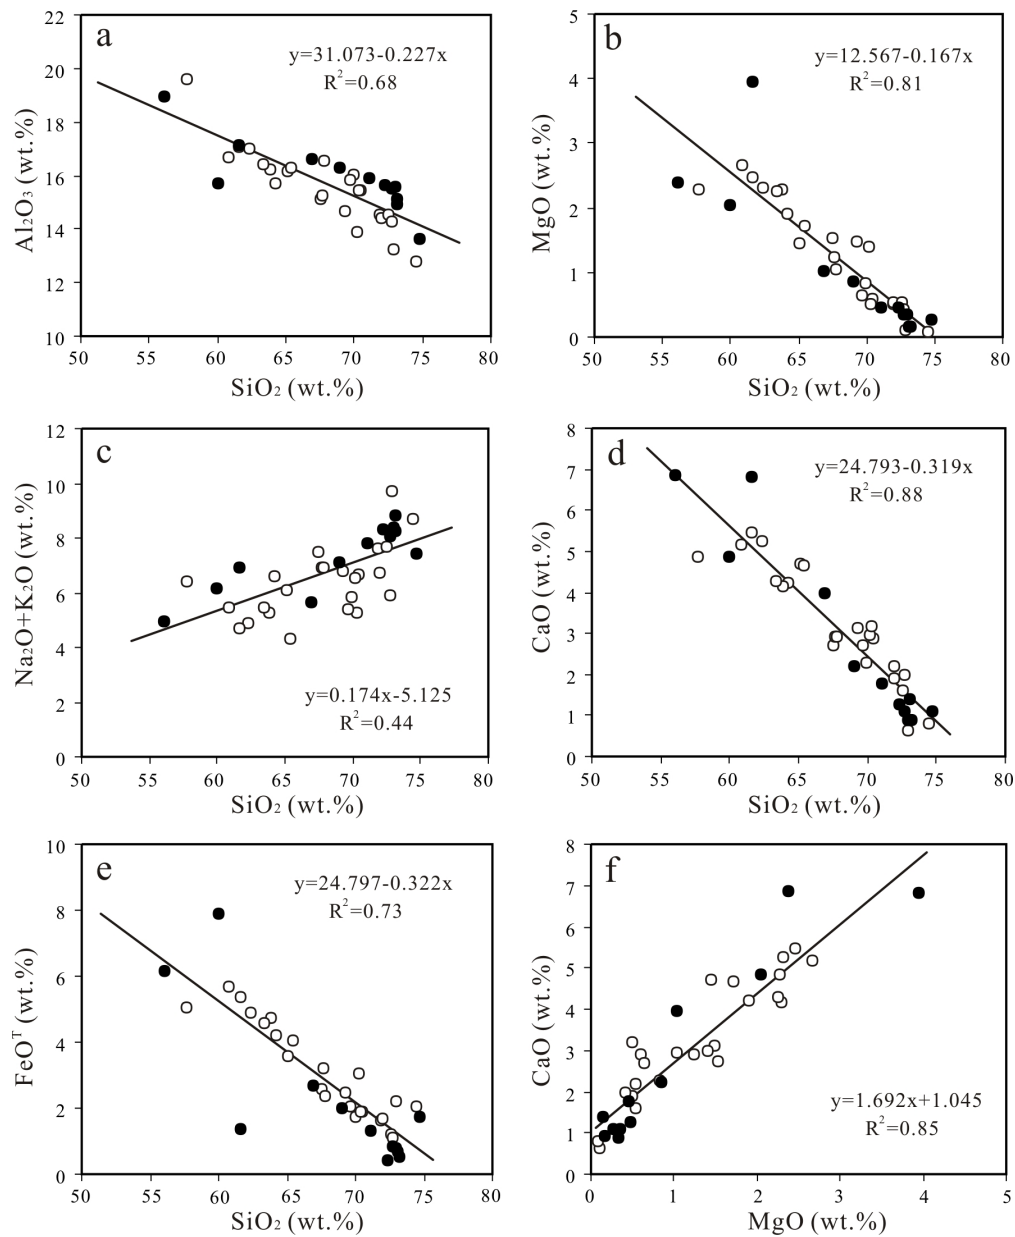 a
y=31.073-0.227x
R²=0.68
22
20
18
16
14
12
10
Al₂O₃ (wt.%)
50 55 60 65 70 75 80
SiO₂ (wt.%)
b
y=12.567-0.167x
R²=0.81
5
4
3
2
1
0
MgO (wt.%)
50 55 60 65 70 75 80
SiO₂ (wt.%)
c
y=0.174x-5.125
R²=0.44
12
10
8
6
4
2
0
Na₂O+K₂O (wt.%)
50 55 60 65 70 75 80
SiO₂ (wt.%)
d
y=24.793-0.319x
R²=0.88
8
7
6
5
4
3
2
1
0
CaO (wt.%)
50 55 60 65 70 75 80
SiO₂ (wt.%)
e
y=24.797-0.322x
R²=0.73
10
8
6
4
2
0
FeOᵀ (wt.%)
50 55 60 65 70 75 80
SiO₂ (wt.%)
f
y=1.692x+1.045
R²=0.85
8
7
6
5
4
3
2
1
0
CaO (wt.%)
0 1 2 3 4 5
MgO (wt.%)